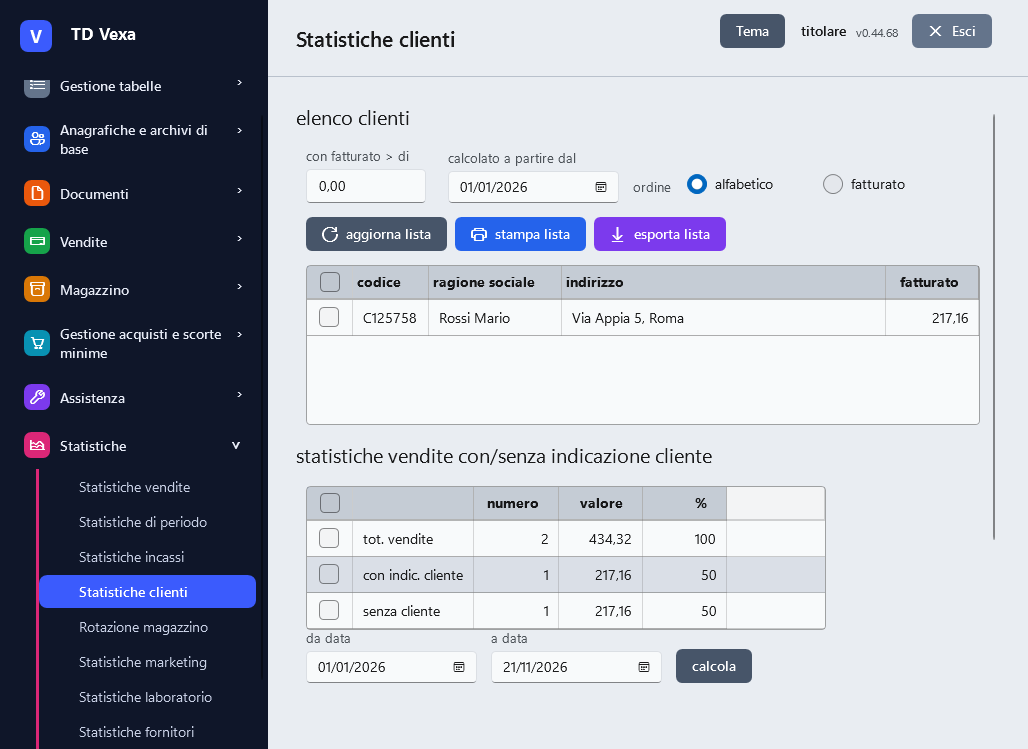 V TD Vexa
Gestione tabelle
Anagrafiche e archivi di
base
Documenti
Vendite
Magazzino
Gestione acquisti e scorte
minime
Assistenza
Statistiche
Statistiche vendite
Statistiche di periodo
Statistiche incassi
Statistiche clienti
Rotazione magazzino
Statistiche marketing
Statistiche laboratorio
Statistiche fornitori
Statistiche clienti
Tema titolare v0.44.68 Esci
elenco clienti
con fatturato > di calcolato a partire dal
0,00 01/01/2026 ordine alfabetico fatturato
aggiorna lista stampa lista esporta lista
codice ragione sociale indirizzo fatturato
C125758 Rossi Mario Via Appia 5, Roma 217,16
statistiche vendite con/senza indicazione cliente
numero valore %
tot. vendite 2 434,32 100
con indic. cliente 1 217,16 50
senza cliente 1 217,16 50
da data a data
01/01/2026 21/11/2026 calcola